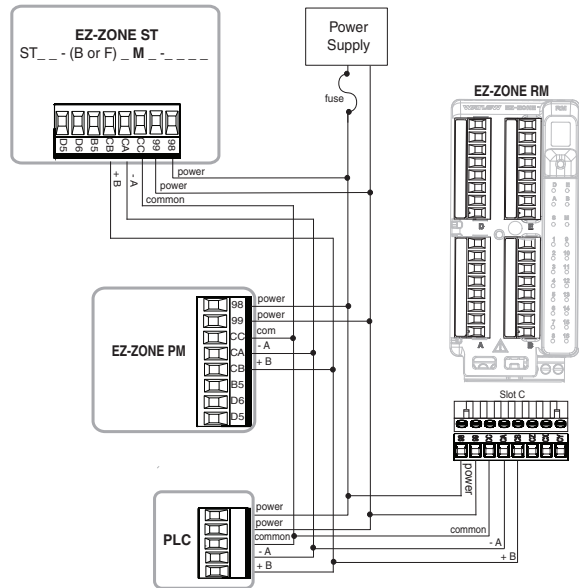 EZ-ZONE ST
ST_ _ - (B or F) _ M _ -_ _ _ _
D5
D6
B5
CB
CA
CC
99
98
+ B
- A
power
power
common
Power
Supply
fuse
EZ-ZONE RM
D
E
A
B
Slot C
power
common
- A
+ B
EZ-ZONE PM
98
99
CC
CA
CB
B5
D6
D5
power
power
com
- A
+ B
PLC
power
power
common
- A
+ B